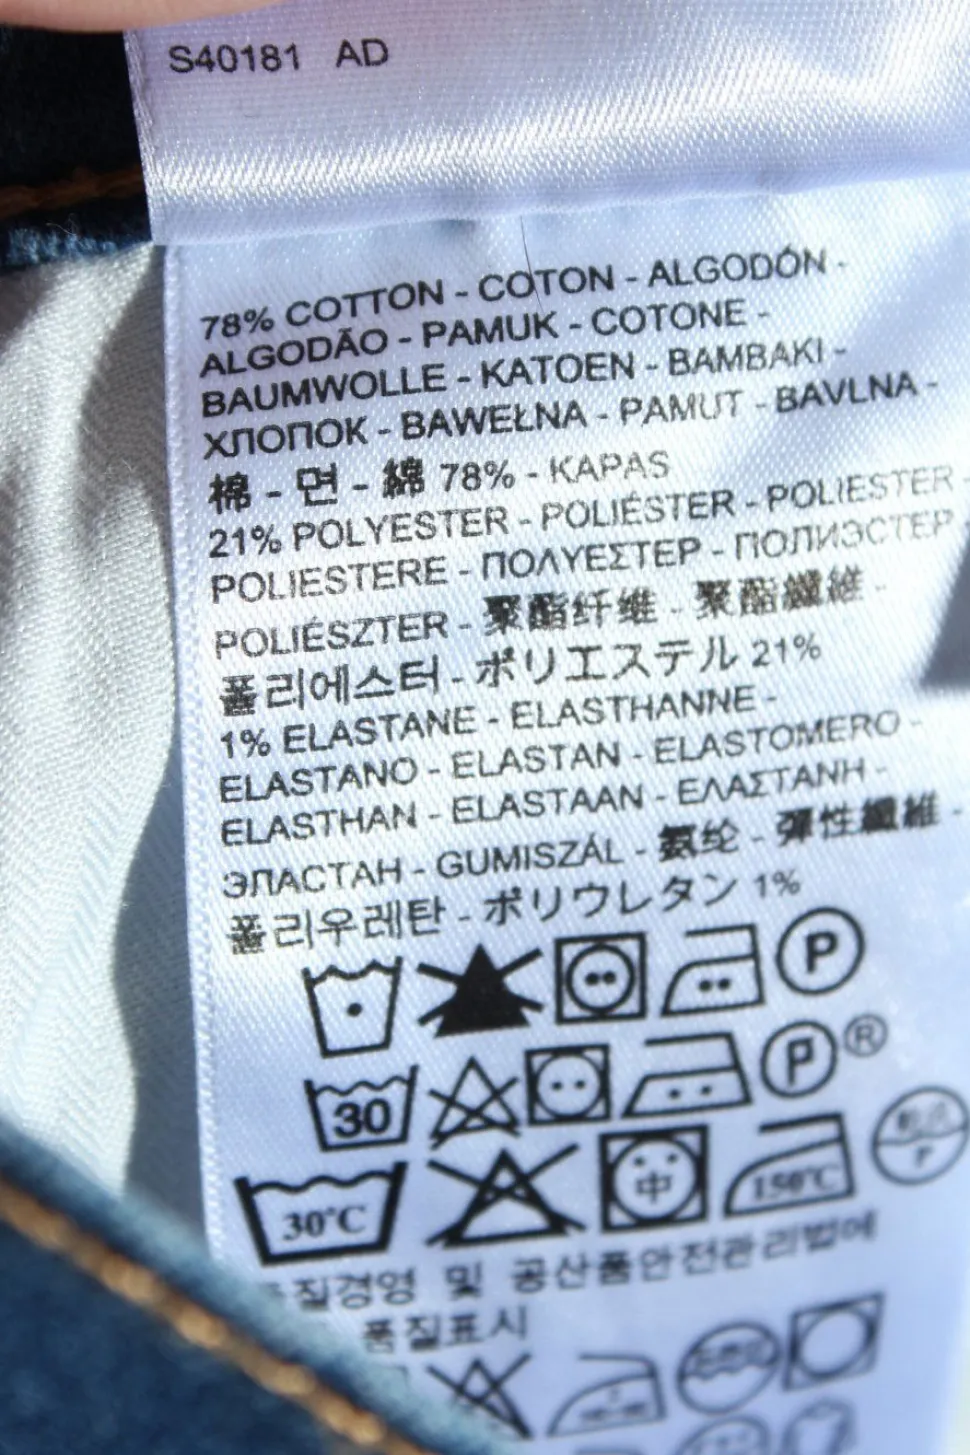 S40181 AD
78% COTTON - COTON - ALGODÓN -
ALGODÃO - PAMUK - COTONE -
BAUMWOLLE - KATOEN - BAMBAKI -
ХЛОПОК - BAWEŁNA - PAMUT - BAVLNA -
棉 - 면 - 綿 78% - KAPAS
21% POLYESTER - POLIÉSTER - POLIESTER -
POLIESTERE - ΠΟΛΥΕΣΤΕΡ - ПОЛИЭСТЕР
POLIÉSZTER - 聚酯纤维 - 聚酯纖維 -
폴리에스터 - ポリエステル 21%
1% ELASTANE - ELASTHANNE -
ELASTANO - ELASTAN - ELASTOMERO -
ELASTHAN - ELASTAAN - ΕΛΑΣΤΑΝΗ -
ЭПАСТАН - GUMISZÁL - 氨纶 - 彈性纖維 -
폴리우레탄 - ポリウレタン 1%
P
P ®
30
30°C 中 150°C
질경영 및 공산품안전관리법에
품질표시